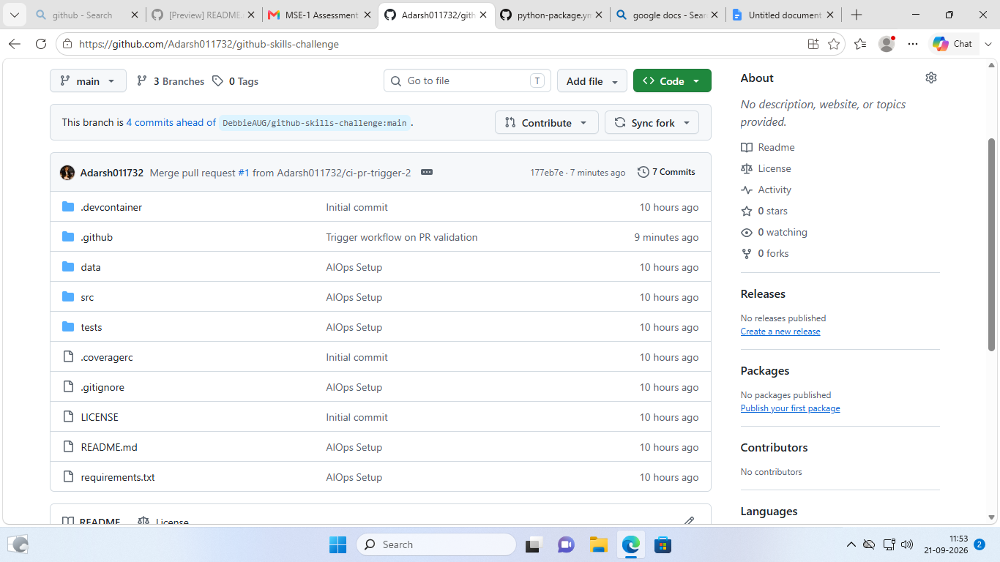 github - Search
[Preview] README.
MSE-1 Assessment
Adarsh011732/gith
python-package.ym
google docs - Sear
Untitled document
https://github.com/Adarsh011732/github-skills-challenge
Chat
main
3 Branches
0 Tags
Go to file
T
Add file
Code
This branch is 4 commits ahead of DebbieAUG/github-skills-challenge:main .
Contribute
Sync fork
Adarsh011732 Merge pull request #1 from Adarsh011732/ci-pr-trigger-2
177eb7e · 7 minutes ago
7 Commits
.devcontainer Initial commit 10 hours ago
.github Trigger workflow on PR validation 9 minutes ago
data AIOps Setup 10 hours ago
src AIOps Setup 10 hours ago
tests AIOps Setup 10 hours ago
.coveragerc Initial commit 10 hours ago
.gitignore AIOps Setup 10 hours ago
LICENSE Initial commit 10 hours ago
README.md AIOps Setup 10 hours ago
requirements.txt AIOps Setup 10 hours ago
README
License
About
No description, website, or topics
provided.
Readme
License
Activity
0 stars
0 watching
0 forks
Releases
No releases published
Create a new release
Packages
No packages published
Publish your first package
Contributors
No contributors
Languages
Search
11:53
21-09-2026
2